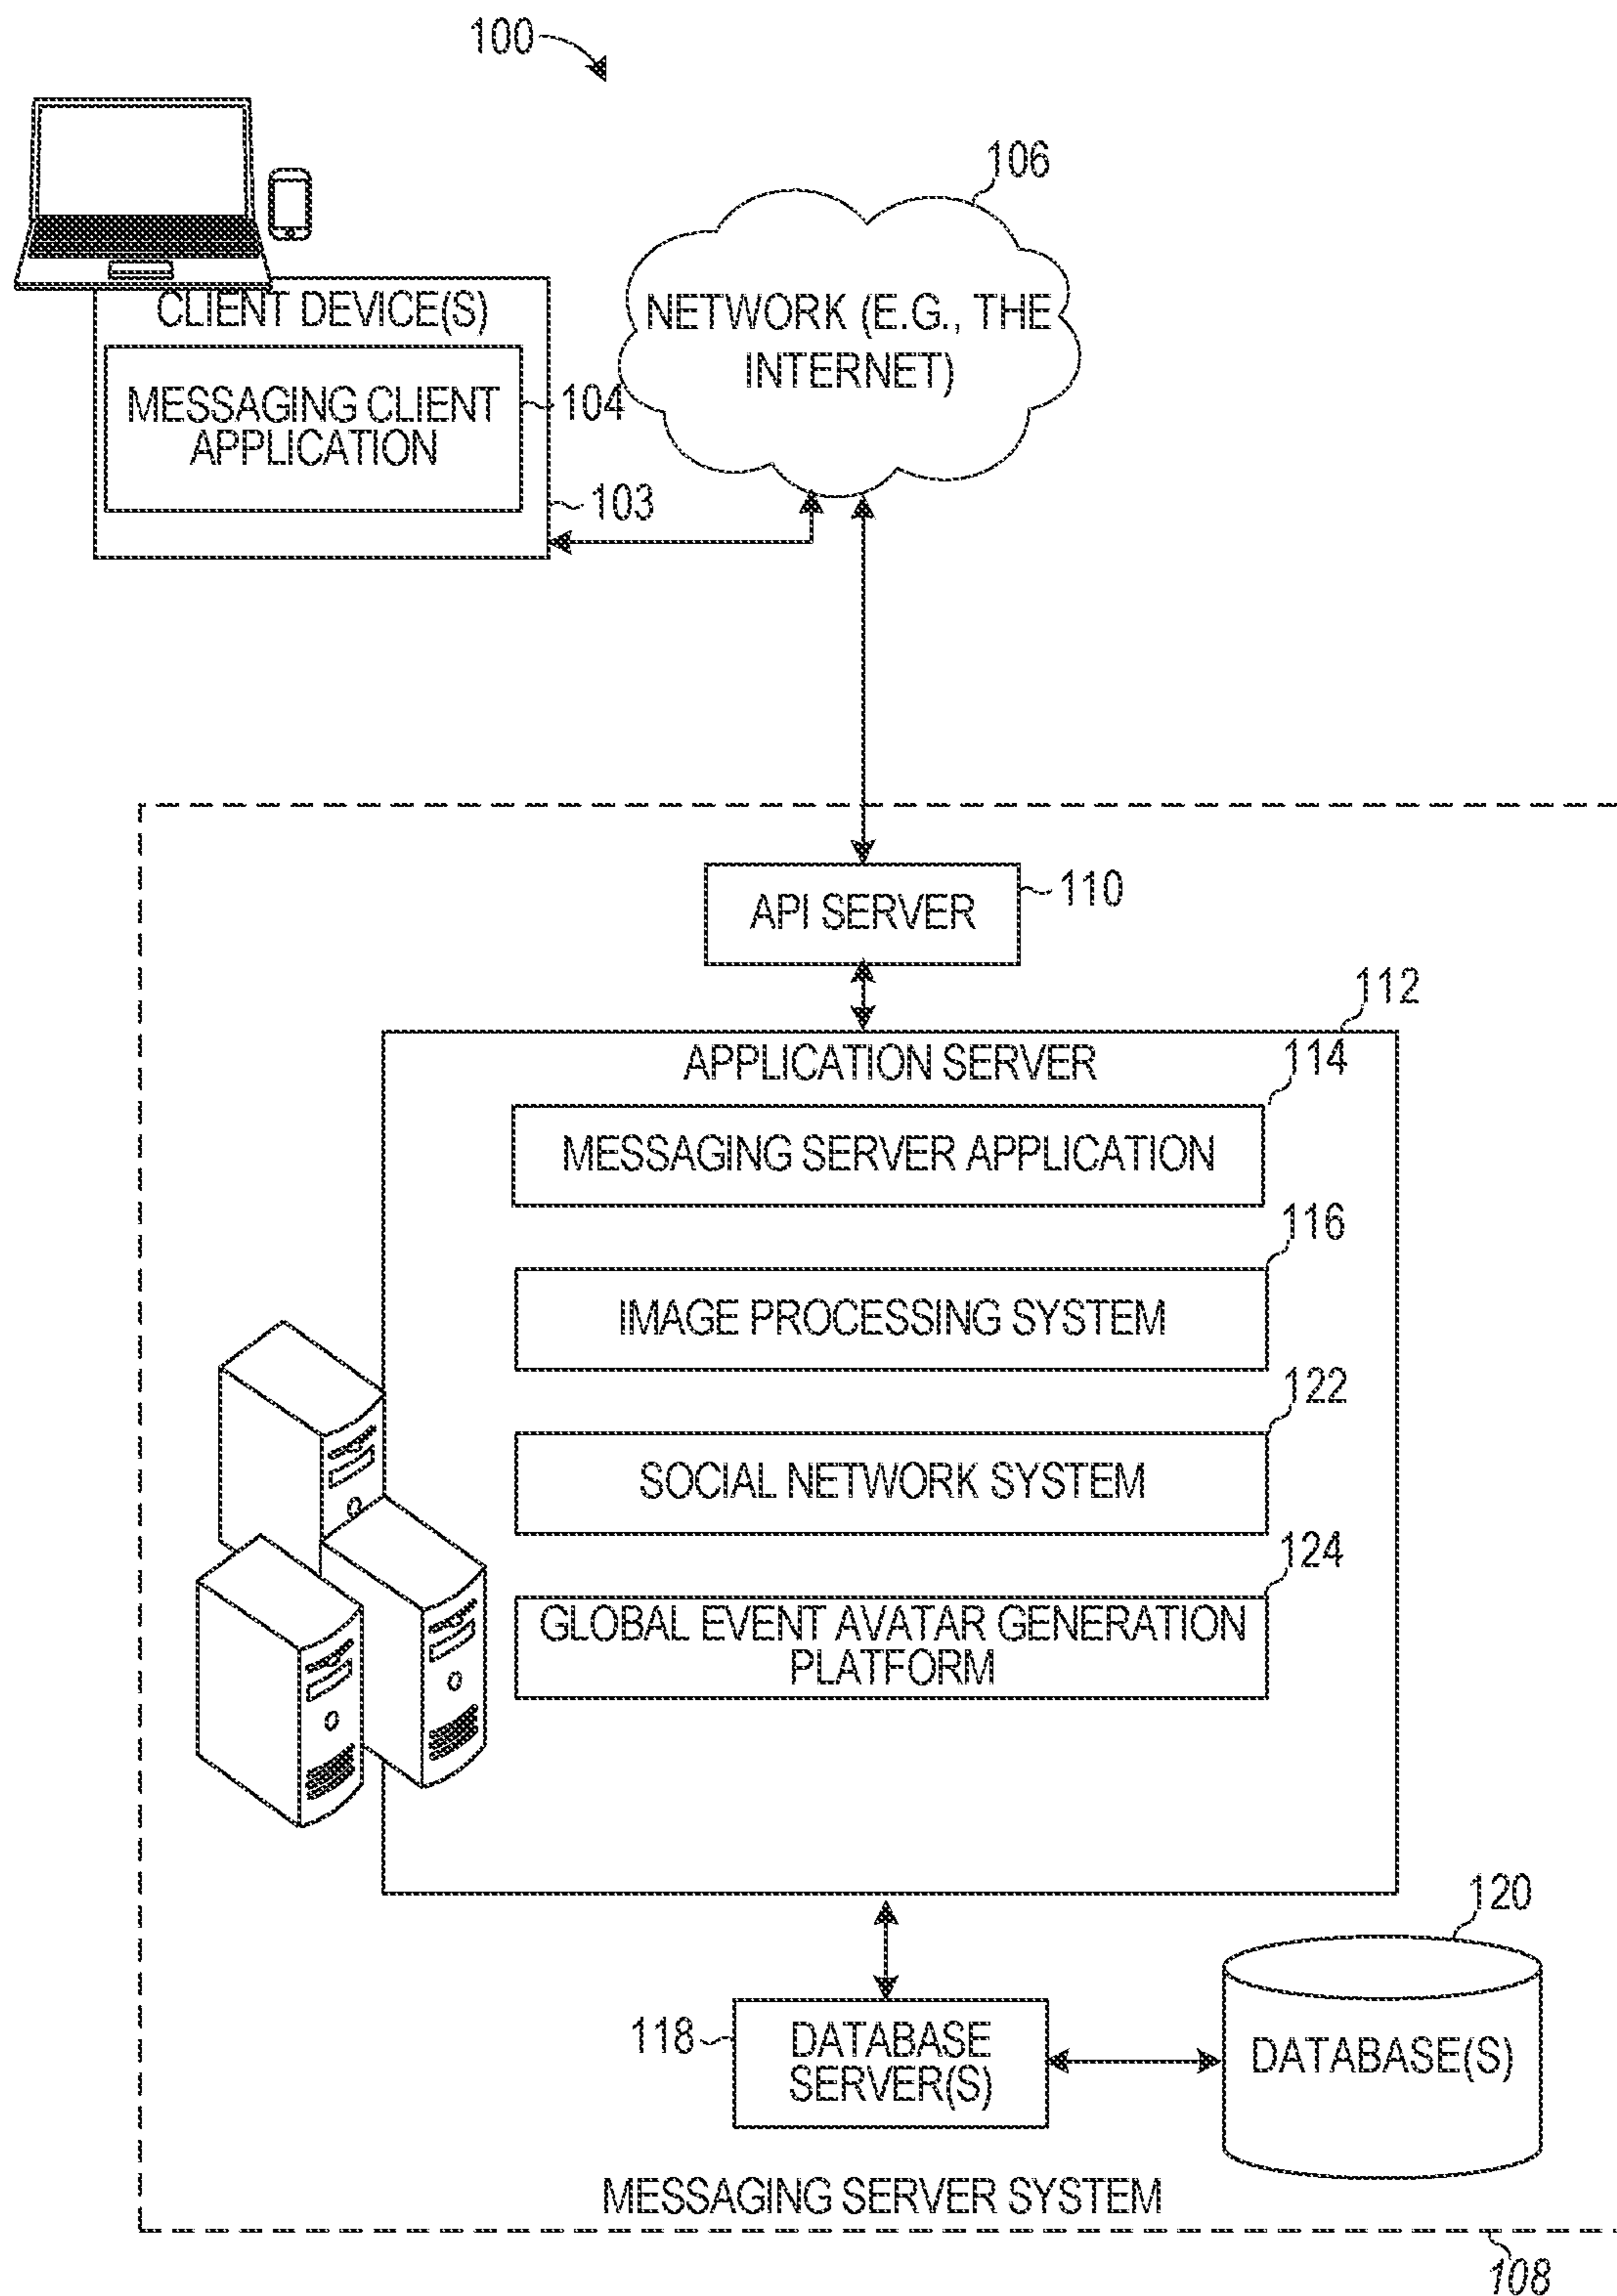 100
106
CLIENT DEVICE(S)
NETWORK (E.G., THE
INTERNET)
MESSAGING CLIENT
APPLICATION
104
103
API SERVER
110
112
APPLICATION SERVER
114
MESSAGING SERVER APPLICATION
116
IMAGE PROCESSING SYSTEM
122
SOCIAL NETWORK SYSTEM
124
GLOBAL EVENT AVATAR GENERATION
PLATFORM
120
118
DATABASE
SERVER(S)
DATABASE(S)
MESSAGING SERVER SYSTEM
108